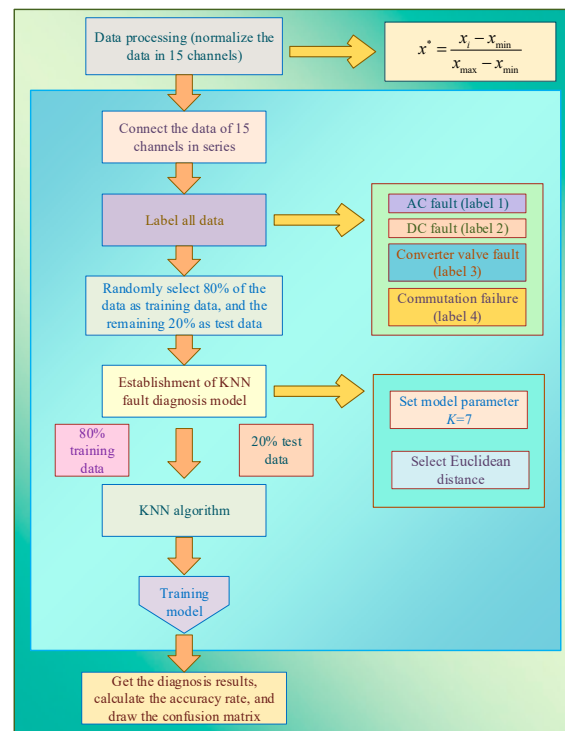 Data processing (normalize the
data in 15 channels)
x* = (x_i − x_min) / (x_max − x_min)
Connect the data of 15
channels in series
Label all data
AC fault (label 1)
DC fault (label 2)
Converter valve fault
(label 3)
Commutation failure
(label 4)
Randomly select 80% of the
data as training data, and the
remaining 20% as test data
Establishment of KNN
fault diagnosis model
Set model parameter
K=7
Select Euclidean
distance
80%
training
data
20% test
data
KNN algorithm
Training
model
Get the diagnosis results,
calculate the accuracy rate, and
draw the confusion matrix